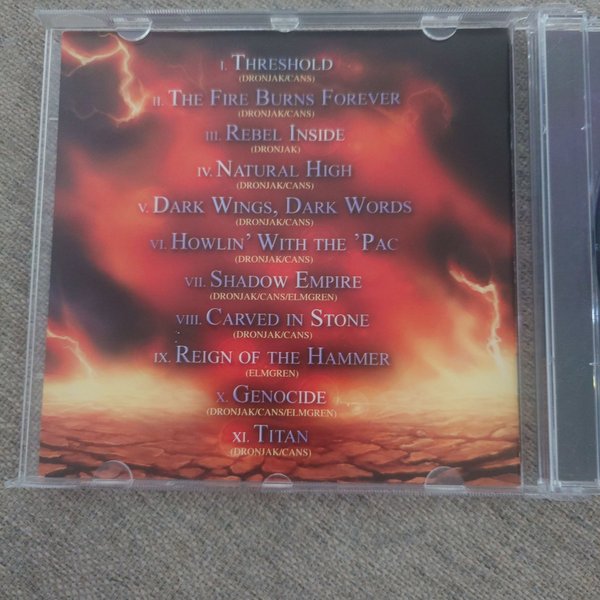 I. THRESHOLD
(DRONJAK/CANS)
II. THE FIRE BURNS FOREVER
(DRONJAK/CANS)
III. REBEL INSIDE
(DRONJAK)
IV. NATURAL HIGH
(DRONJAK/CANS)
V. DARK WINGS, DARK WORDS
(DRONJAK/CANS)
VI. HOWLIN' WITH THE 'PAC
(DRONJAK/CANS)
VII. SHADOW EMPIRE
(DRONJAK/CANS/ELMGREN)
VIII. CARVED IN STONE
(DRONJAK/CANS)
IX. REIGN OF THE HAMMER
(ELMGREN)
X. GENOCIDE
(DRONJAK/CANS/ELMGREN)
XI. TITAN
(DRONJAK/CANS)